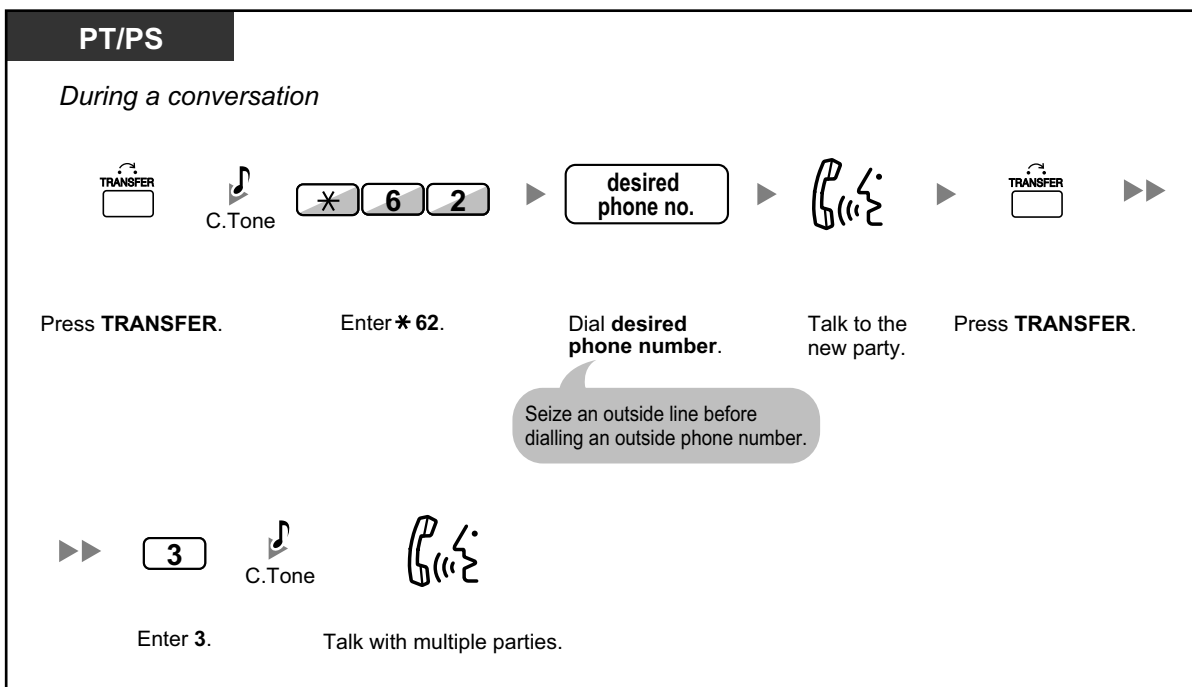 PT/PS
During a conversation
TRANSFER
C.Tone
* 6 2
desired
phone no.
TRANSFER
Press TRANSFER.
Enter * 62.
Dial desired
phone number.
Talk to the
new party.
Press TRANSFER.
Seize an outside line before
dialling an outside phone number.
3
C.Tone
Enter 3.
Talk with multiple parties.